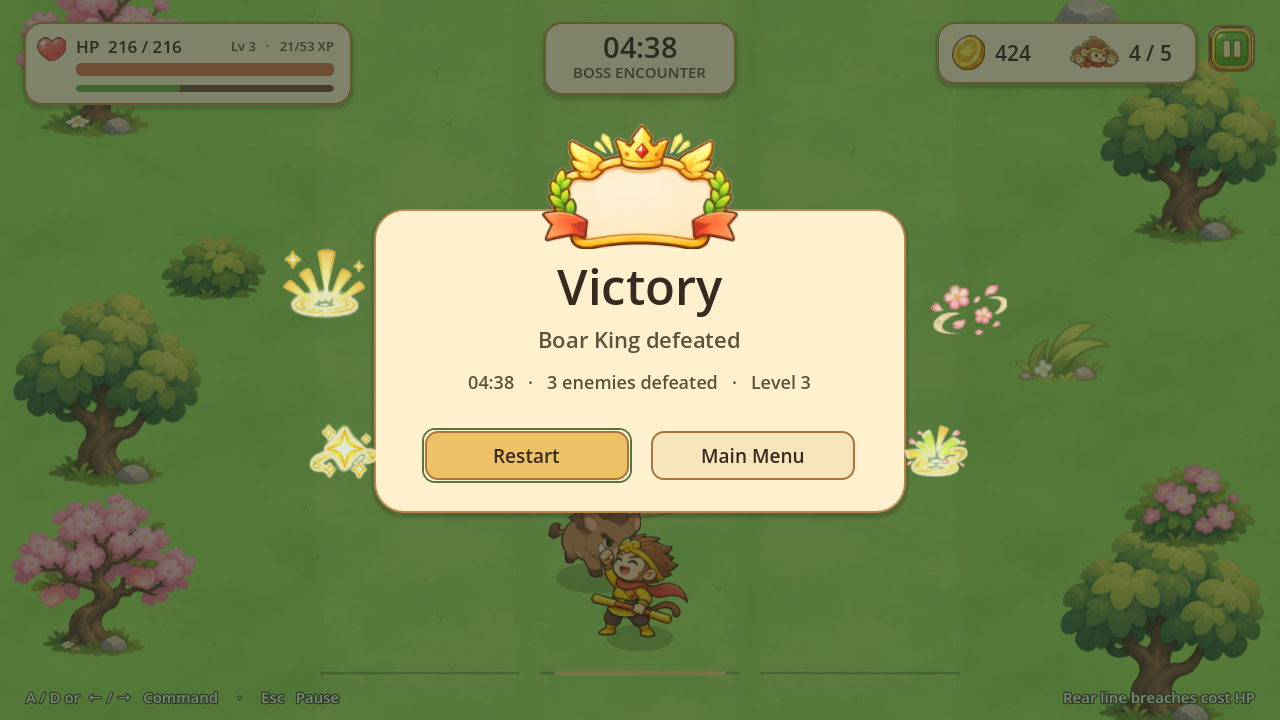 HP 216 / 216
Lv 3 · 21/53 XP
04:38
BOSS ENCOUNTER
424
4 / 5
Victory
Boar King defeated
04:38 · 3 enemies defeated · Level 3
Restart
Main Menu
A / D or ← / → Command · Esc Pause
Rear line breaches cost HP